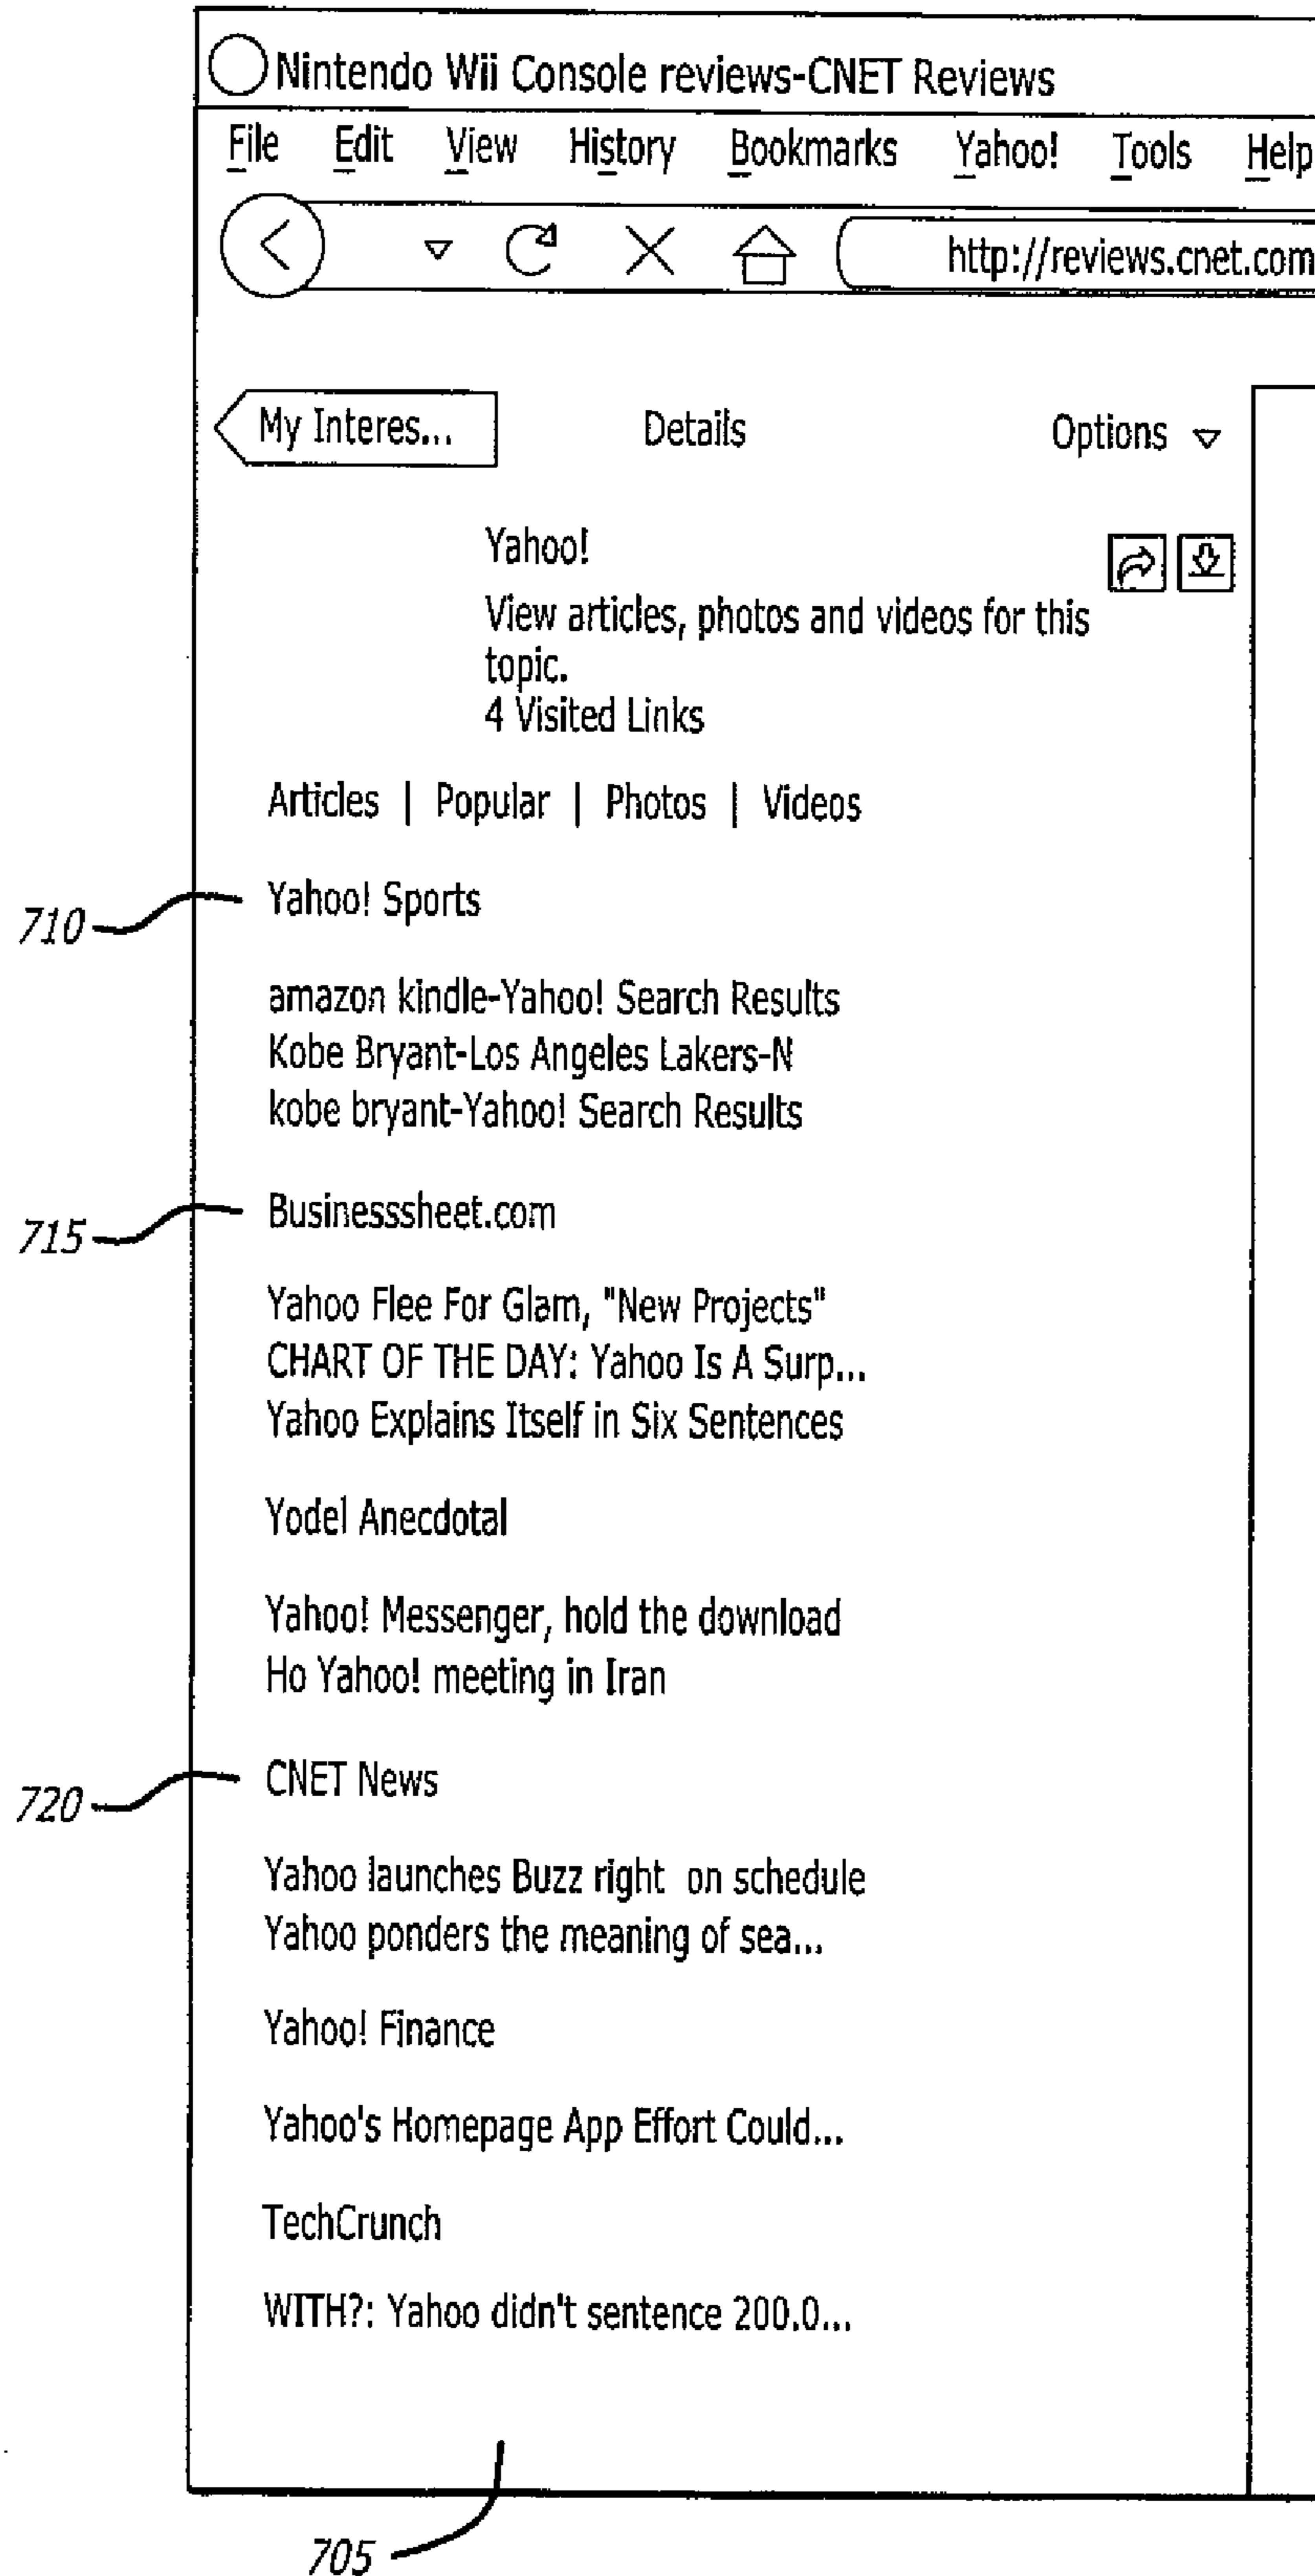 Nintendo Wii Console reviews-CNET Reviews
File Edit View History Bookmarks Yahoo! Tools Help
http://reviews.cnet.com
My Interes... Details Options
Yahoo!
View articles, photos and videos for this
topic.
4 Visited Links
Articles | Popular | Photos | Videos
710 Yahoo! Sports
amazon kindle-Yahoo! Search Results
Kobe Bryant-Los Angeles Lakers-N
kobe bryant-Yahoo! Search Results
715 Businesssheet.com
Yahoo Flee For Glam, "New Projects"
CHART OF THE DAY: Yahoo Is A Surp...
Yahoo Explains Itself in Six Sentences
Yodel Anecdotal
Yahoo! Messenger, hold the download
Ho Yahoo! meeting in Iran
720 CNET News
Yahoo launches Buzz right on schedule
Yahoo ponders the meaning of sea...
Yahoo! Finance
Yahoo's Homepage App Effort Could...
TechCrunch
WITH?: Yahoo didn't sentence 200.0...
705